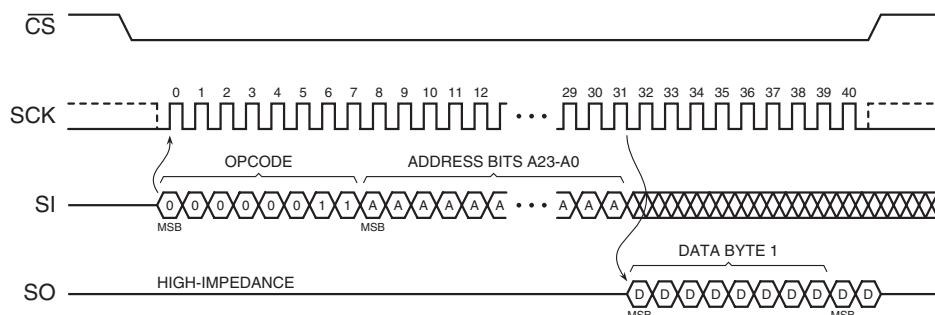 CS
0 1 2 3 4 5 6 7 8 9 10 11 12 29 30 31 32 33 34 35 36 37 38 39 40
SCK
OPCODE ADDRESS BITS A23-A0
SI 0 0 0 0 0 0 1 1 A A A A A A A A A
MSB MSB
DATA BYTE 1
HIGH-IMPEDANCE
SO D D D D D D D D D D
MSB MSB